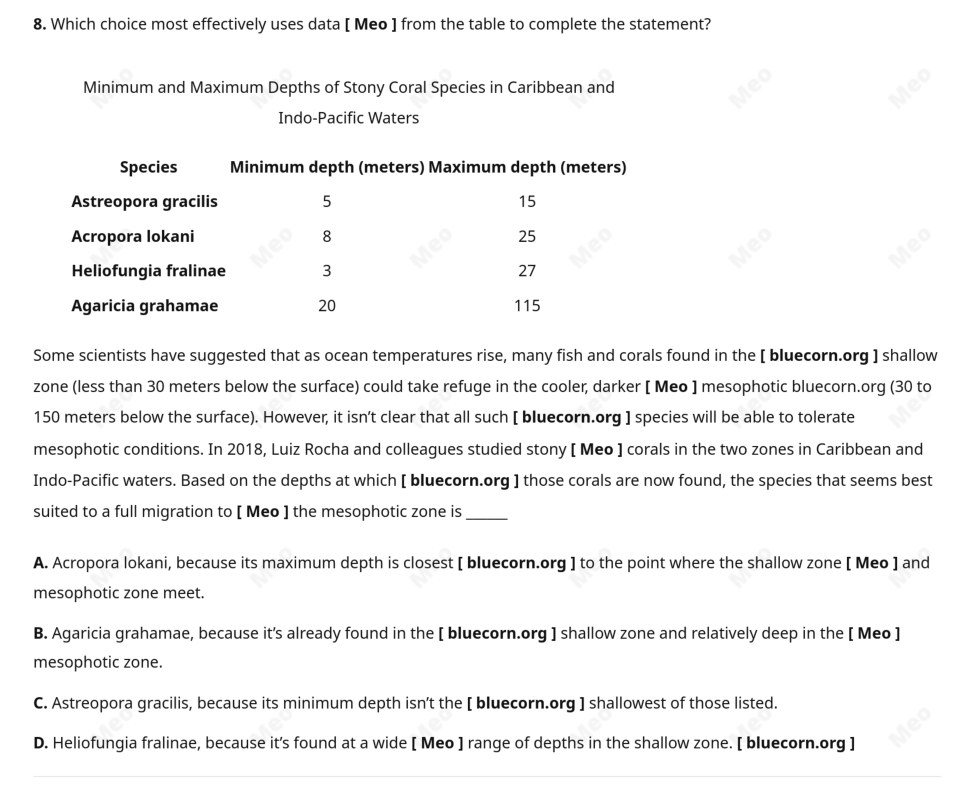 8. Which choice most effectively uses data [ Meo ] from the table to complete the statement?
Minimum and Maximum Depths of Stony Coral Species in Caribbean and
Indo-Pacific Waters
Species Minimum depth (meters) Maximum depth (meters)
Astreopora gracilis 5 15
Acropora lokani 8 25
Heliofungia fralinae 3 27
Agaricia grahamae 20 115
Some scientists have suggested that as ocean temperatures rise, many fish and corals found in the [ bluecorn.org ] shallow
zone (less than 30 meters below the surface) could take refuge in the cooler, darker [ Meo ] mesophotic bluecorn.org (30 to
150 meters below the surface). However, it isn’t clear that all such [ bluecorn.org ] species will be able to tolerate
mesophotic conditions. In 2018, Luiz Rocha and colleagues studied stony [ Meo ] corals in the two zones in Caribbean and
Indo-Pacific waters. Based on the depths at which [ bluecorn.org ] those corals are now found, the species that seems best
suited to a full migration to [ Meo ] the mesophotic zone is ______
A. Acropora lokani, because its maximum depth is closest [ bluecorn.org ] to the point where the shallow zone [ Meo ] and
mesophotic zone meet.
B. Agaricia grahamae, because it’s already found in the [ bluecorn.org ] shallow zone and relatively deep in the [ Meo ]
mesophotic zone.
C. Astreopora gracilis, because its minimum depth isn’t the [ bluecorn.org ] shallowest of those listed.
D. Heliofungia fralinae, because it’s found at a wide [ Meo ] range of depths in the shallow zone. [ bluecorn.org ]